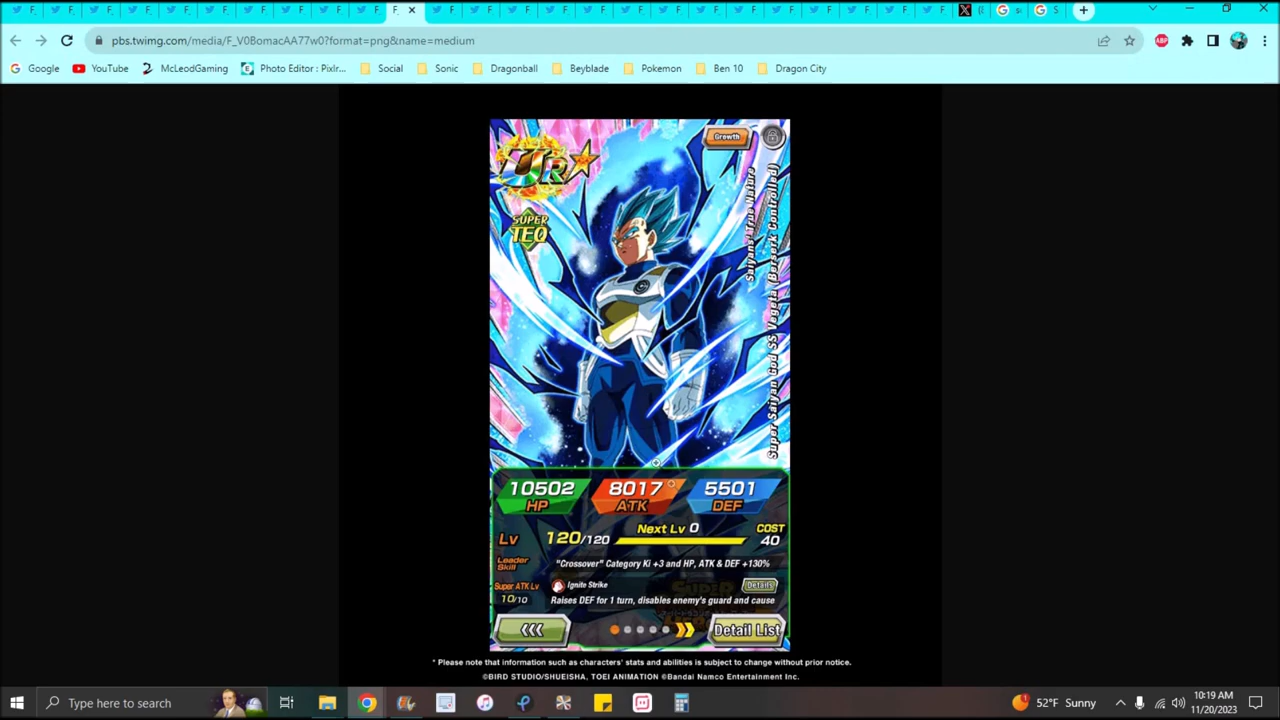 F_
pbs.twimg.com/media/F_V0BomacAA77w0?format=png&name=medium
ABP
Google
YouTube
McLeodGaming
Photo Editor : Pixlr...
Social
Sonic
Dragonball
Beyblade
Pokemon
Ben 10
Dragon City
Growth
UR
SUPER
TEQ
Saiyans' True Nature
Super Saiyan God SS Vegeta (Berserk Controlled)
10502
HP
8017
ATK
5501
DEF
Next Lv 0
COST
40
Lv 120/120
Leader
Skill
"Crossover" Category Ki +3 and HP, ATK & DEF +130%
Super ATK Lv
10/10
Ignite Strike
Details
Raises DEF for 1 turn, disables enemy's guard and cause
Detail List
* Please note that information such as characters' stats and abilities is subject to change without prior notice.
©BIRD STUDIO/SHUEISHA, TOEI ANIMATION ©Bandai Namco Entertainment Inc.
Type here to search
52°F Sunny
10:19 AM
11/20/2023